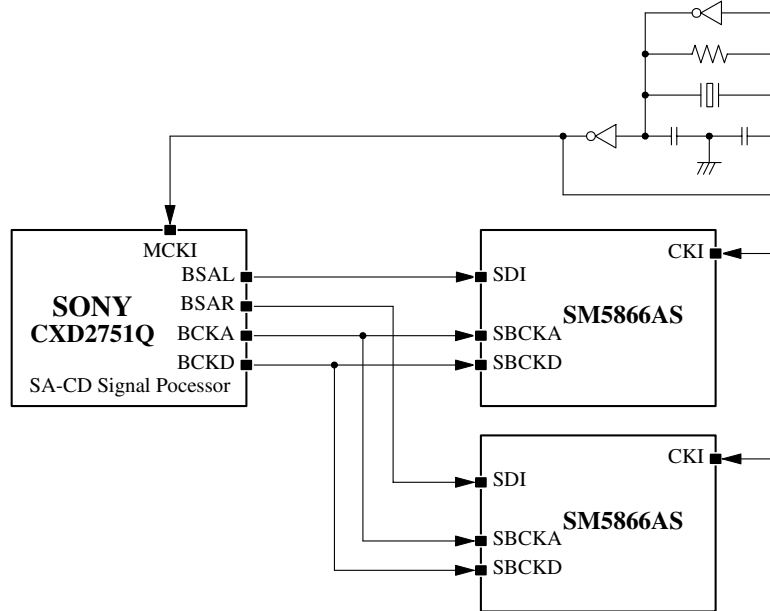 MCKI
SONY
CXD2751Q
SA-CD Signal Pocessor
BSAL
BSAR
BCKA
BCKD
CKI
SDI
SM5866AS
SBCKA
SBCKD
CKI
SDI
SM5866AS
SBCKA
SBCKD